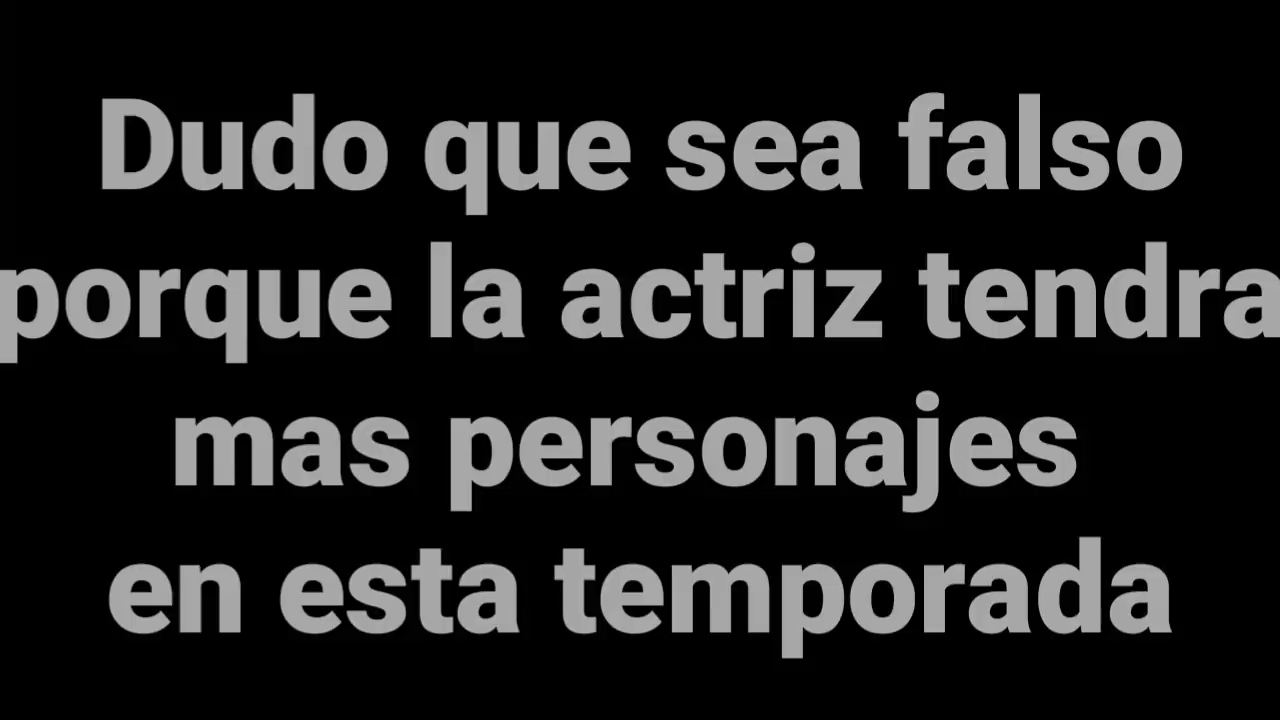 Dudo que sea falso
porque la actriz tendra
mas personajes
en esta temporada